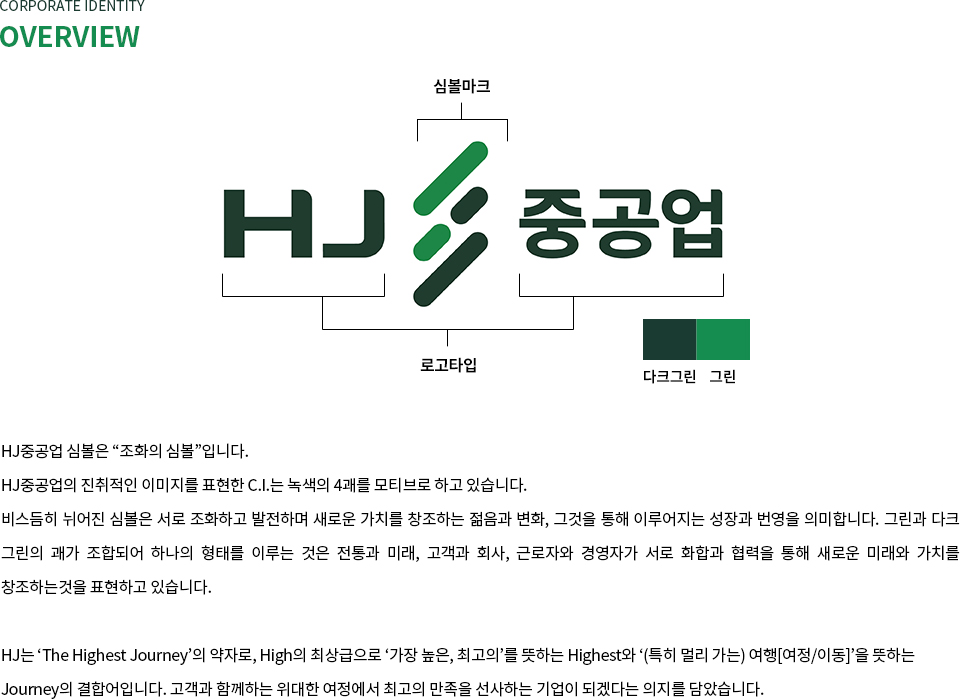 CORPORATE IDENTITY
OVERVIEW
심볼마크
HJ 중공업
로고타입
다크그린 그린
HJ중공업 심볼은 “조화의 심볼”입니다.
HJ중공업의 진취적인 이미지를 표현한 C.I.는 녹색의 4괘를 모티브로 하고 있습니다.
비스듬히 뉘어진 심볼은 서로 조화하고 발전하며 새로운 가치를 창조하는 젊음과 변화, 그것을 통해 이루어지는 성장과 번영을 의미합니다. 그린과 다크
그린의 괘가 조합되어 하나의 형태를 이루는 것은 전통과 미래, 고객과 회사, 근로자와 경영자가 서로 화합과 협력을 통해 새로운 미래와 가치를
창조하는것을 표현하고 있습니다.
HJ는 ‘The Highest Journey’의 약자로, High의 최상급으로 ‘가장 높은, 최고의’를 뜻하는 Highest와 ‘(특히 멀리 가는) 여행[여정/이동]’을 뜻하는
Journey의 결합어입니다. 고객과 함께하는 위대한 여정에서 최고의 만족을 선사하는 기업이 되겠다는 의지를 담았습니다.